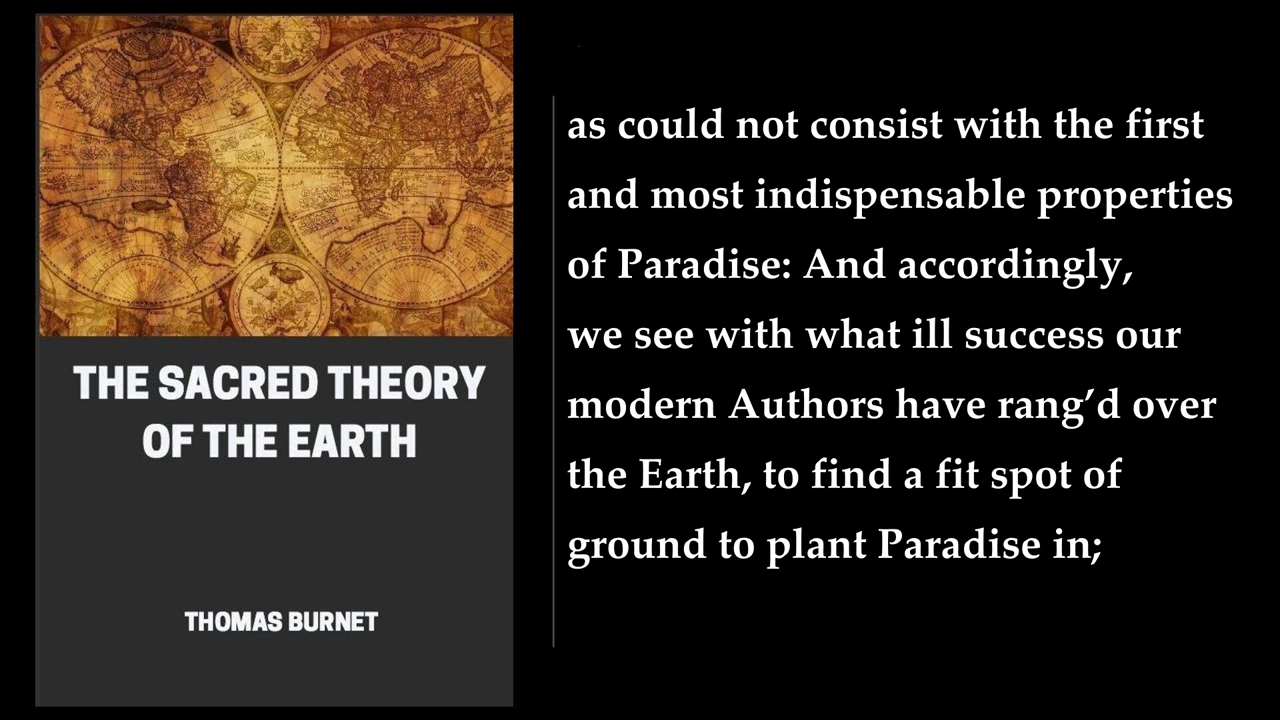 THE SACRED THEORY
OF THE EARTH
THOMAS BURNET
as could not consist with the first
and most indispensable properties
of Paradise: And accordingly,
we see with what ill success our
modern Authors have rang’d over
the Earth, to find a fit spot of
ground to plant Paradise in;